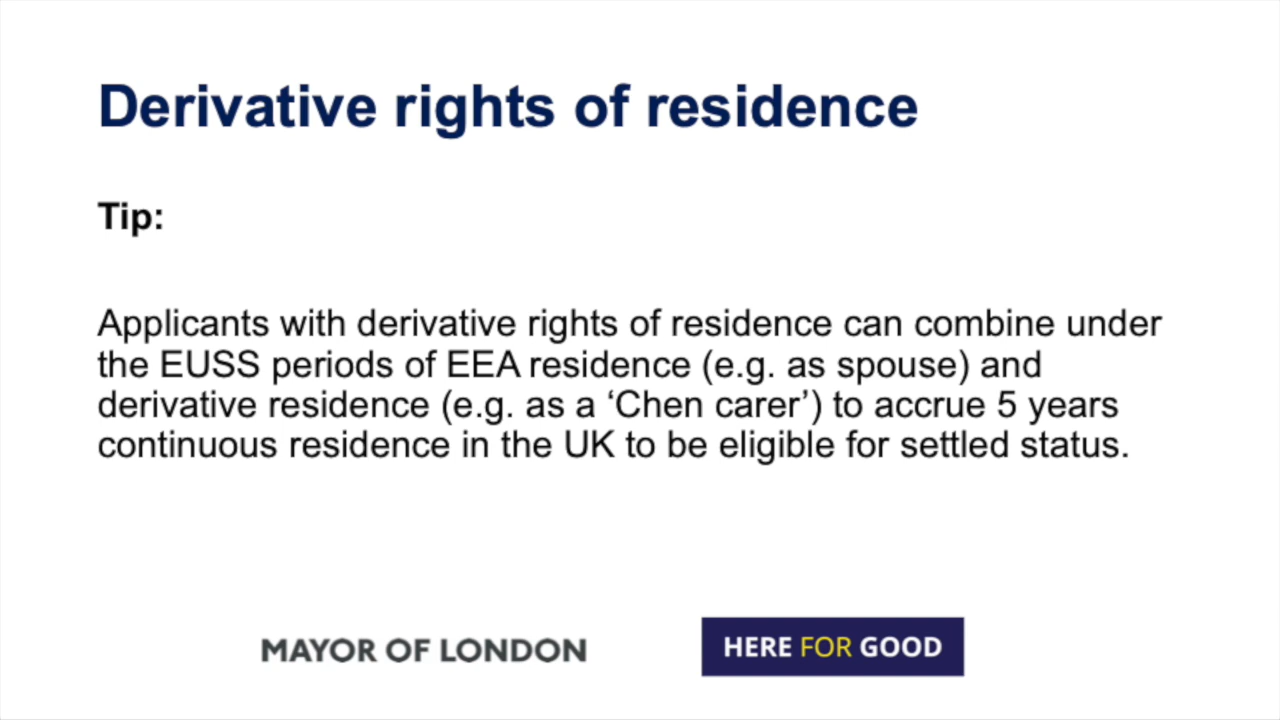 Derivative rights of residence
Tip:
Applicants with derivative rights of residence can combine under
the EUSS periods of EEA residence (e.g. as spouse) and
derivative residence (e.g. as a ‘Chen carer’) to accrue 5 years
continuous residence in the UK to be eligible for settled status.
MAYOR OF LONDON
HERE FOR GOOD